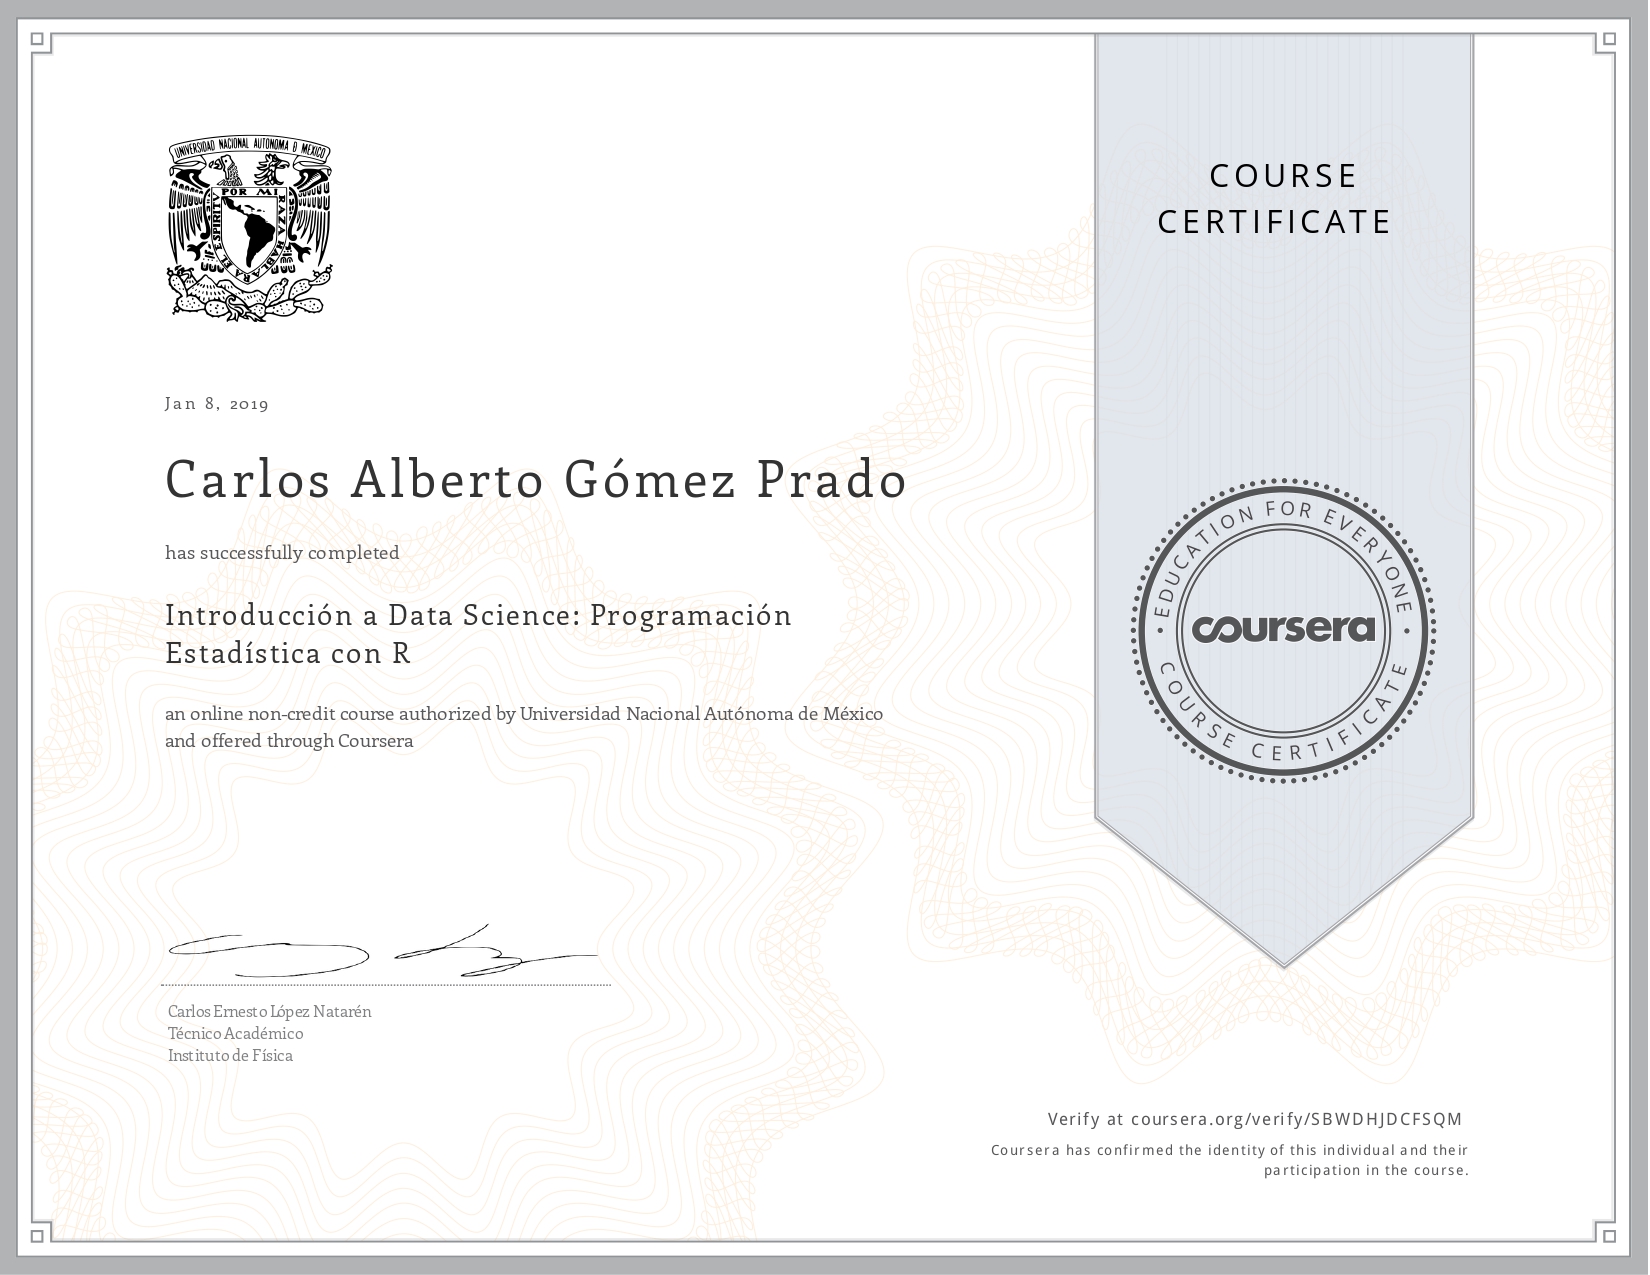 UNIVERSIDAD NACIONAL AUTONOMA D MEXICO
POR MI RAZA HABLARA EL ESPIRITV
COURSE
CERTIFICATE
Jan 8, 2019
Carlos Alberto Gómez Prado
has successfully completed
Introducción a Data Science: Programación
Estadística con R
an online non-credit course authorized by Universidad Nacional Autónoma de México
and offered through Coursera
EDUCATION FOR EVERYONE
coursera
COURSE CERTIFICATE
Carlos Ernesto López Natarén
Técnico Académico
Instituto de Física
Verify at coursera.org/verify/SBWDHJDCFSQM
Coursera has confirmed the identity of this individual and their
participation in the course.